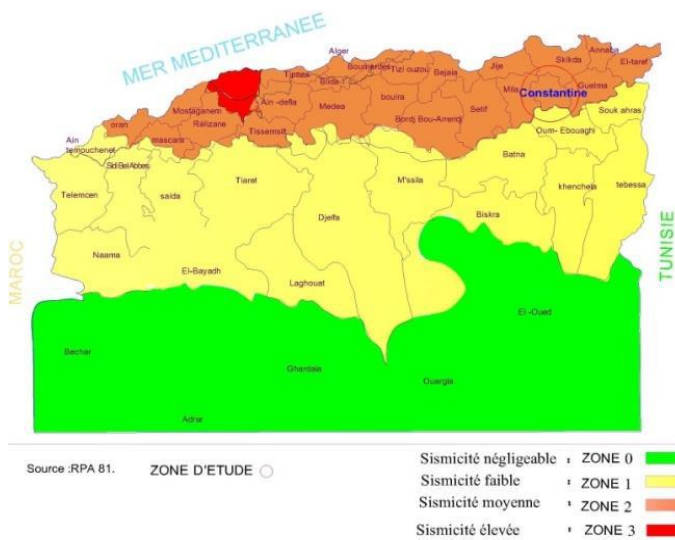 MER MEDITERRANEE
Alger
Annaba
Skikda
El-taref
Jije
Tizi ouzou
Bejaia
Boumerdes
Tipaza
Blida
Mila
Guelma
Constantine
Ain -defla
Medea
bouira
Setif
Bordj Bou-Arreridj
Souk ahras
Mostaganem
Relizane
oran
Tissemsilt
mascara
Oum- Ebouaghi
Ain
temouchenet
Sidi Bel Abbes
Batna
Telemcen
saida
Tiaret
M'ssila
khenchela
tebessa
Djelfa
Biskra
Naama
El-Bayadh
Laghouat
MAROC
TUNISIE
El -Oued
Bechar
Ghardaia
Ouargla
Adrar
Source :RPA 81.
ZONE D'ETUDE
Sismicité négligeable : ZONE 0
Sismicité faible : ZONE 1
Sismicité moyenne : ZONE 2
Sismicité élevée : ZONE 3